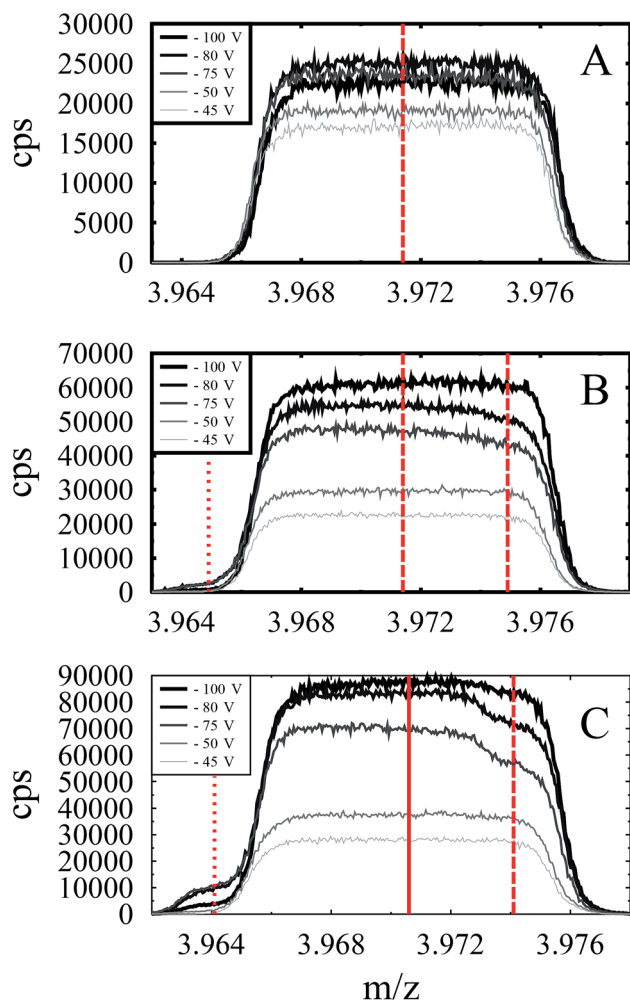 30000
25000
20000
15000
10000
5000
0
cps
- 100 V
- 80 V
- 75 V
- 50 V
- 45 V
A
3.964 3.968 3.972 3.976
70000
60000
50000
40000
30000
20000
10000
0
cps
- 100 V
- 80 V
- 75 V
- 50 V
- 45 V
B
3.964 3.968 3.972 3.976
90000
80000
70000
60000
50000
40000
30000
20000
10000
0
cps
- 100 V
- 80 V
- 75 V
- 50 V
- 45 V
C
3.964 3.968 3.972 3.976
m/z